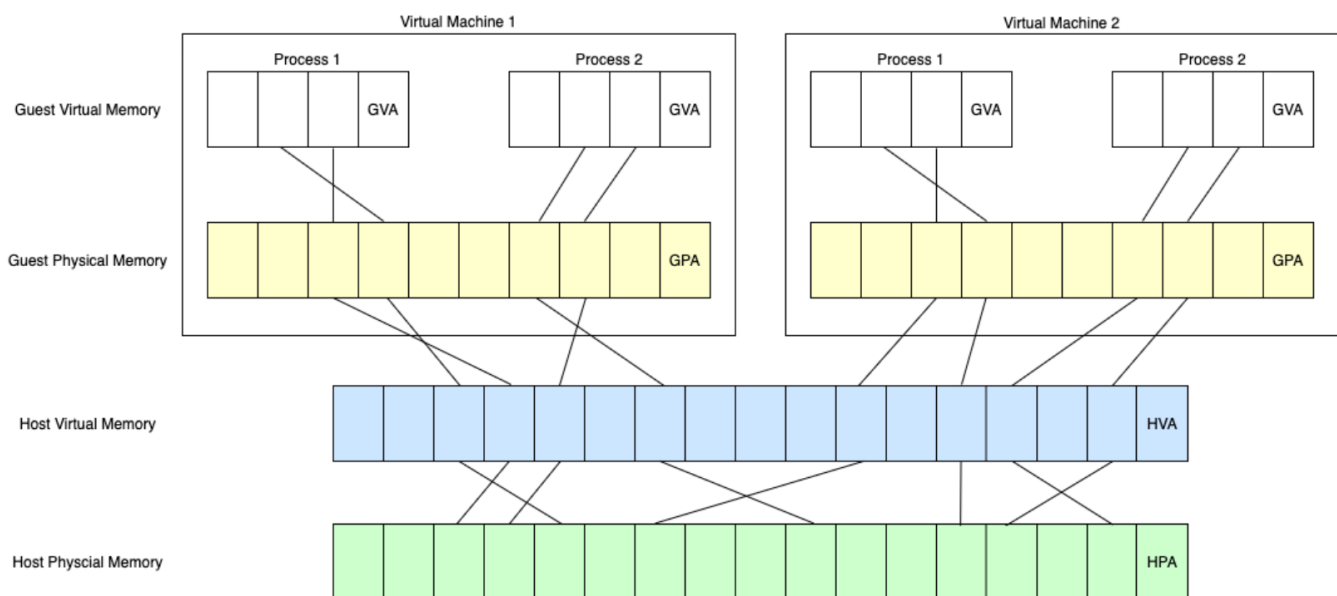 Virtual Machine 1
Virtual Machine 2
Process 1
Process 2
Process 1
Process 2
Guest Virtual Memory
GVA
GVA
GVA
GVA
Guest Physical Memory
GPA
GPA
Host Virtual Memory
HVA
Host Physcial Memory
HPA